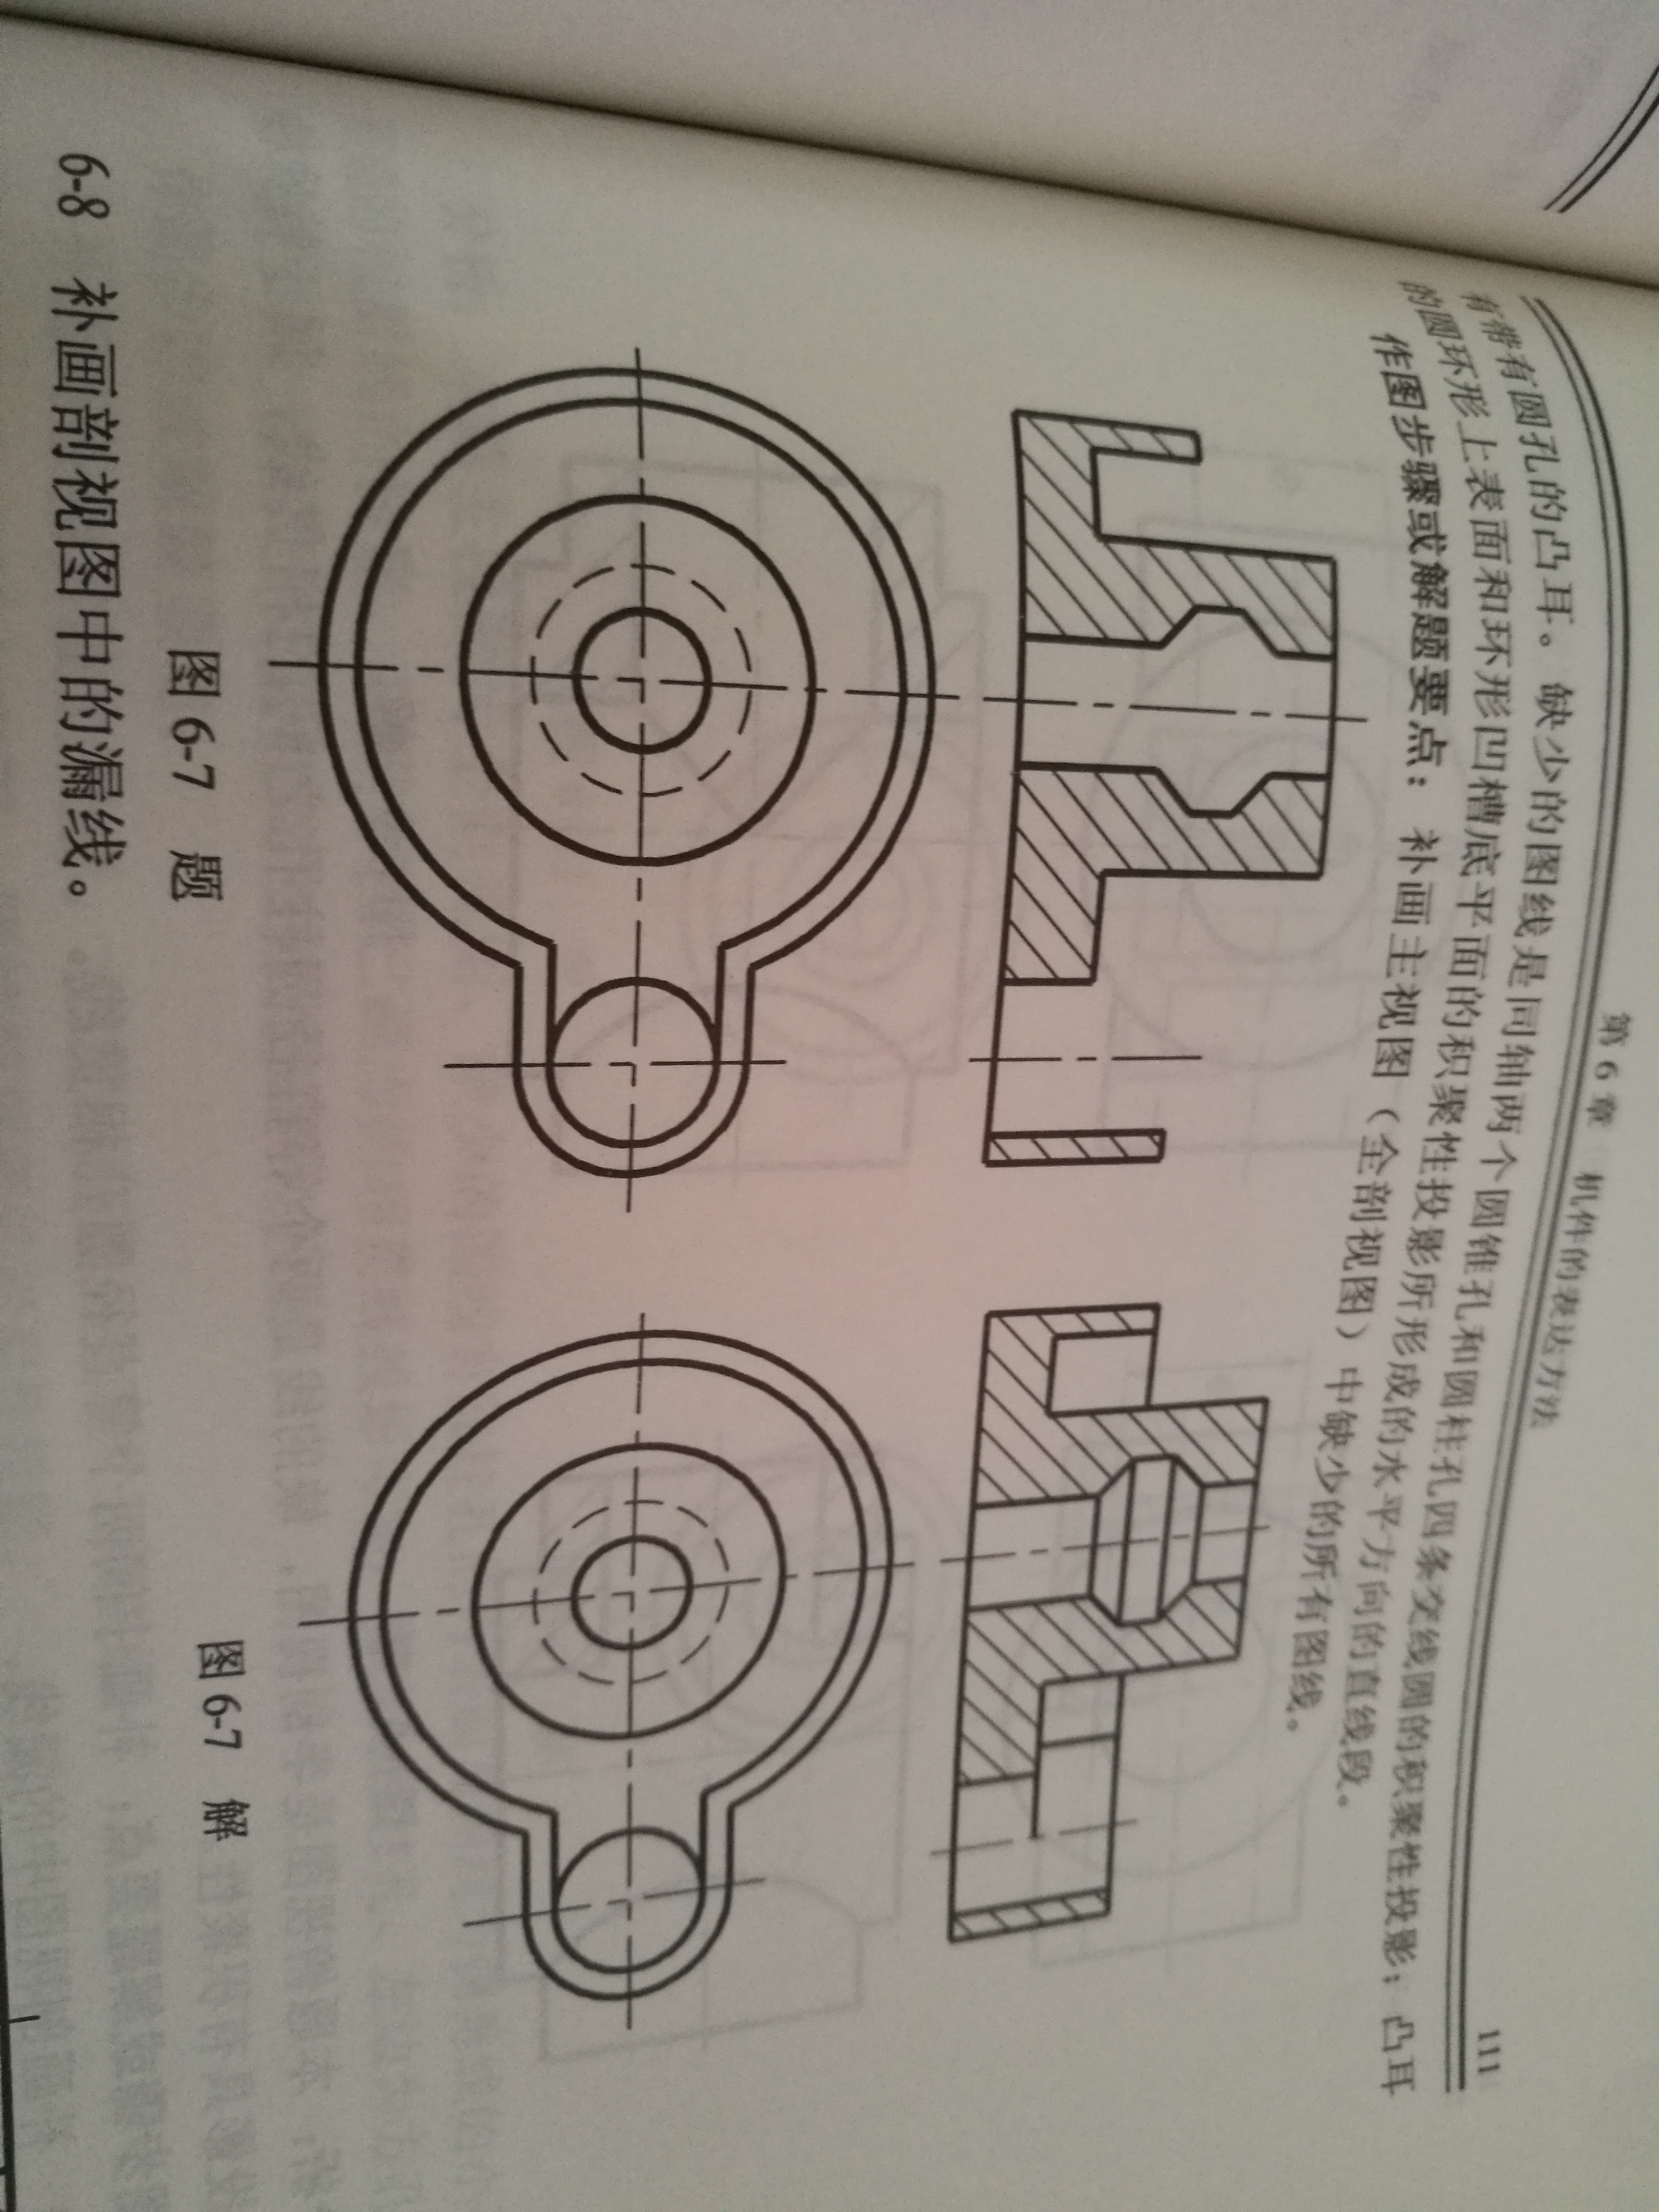 第 6 章 机件的表达方法
111
有带有圆孔的凸耳。缺少的图线是同轴两个圆锥孔和圆柱孔四条交线圆的积聚性投影；凸耳
的圆环形上表面和环形凹槽底平面的积聚性投影所形成的水平方向的直线段。
作图步骤或解题要点：补画主视图（全剖视图）中缺少的所有图线。
图 6-7 题
图 6-7 解
6-8 补画剖视图中的漏线。